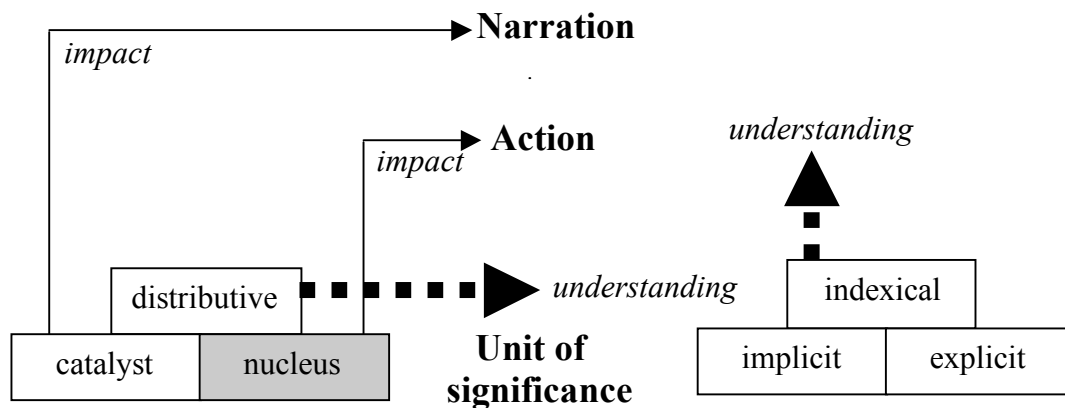 Narration
impact
Action
impact
understanding
distributive
understanding
indexical
catalyst
nucleus
Unit of
significance
implicit
explicit